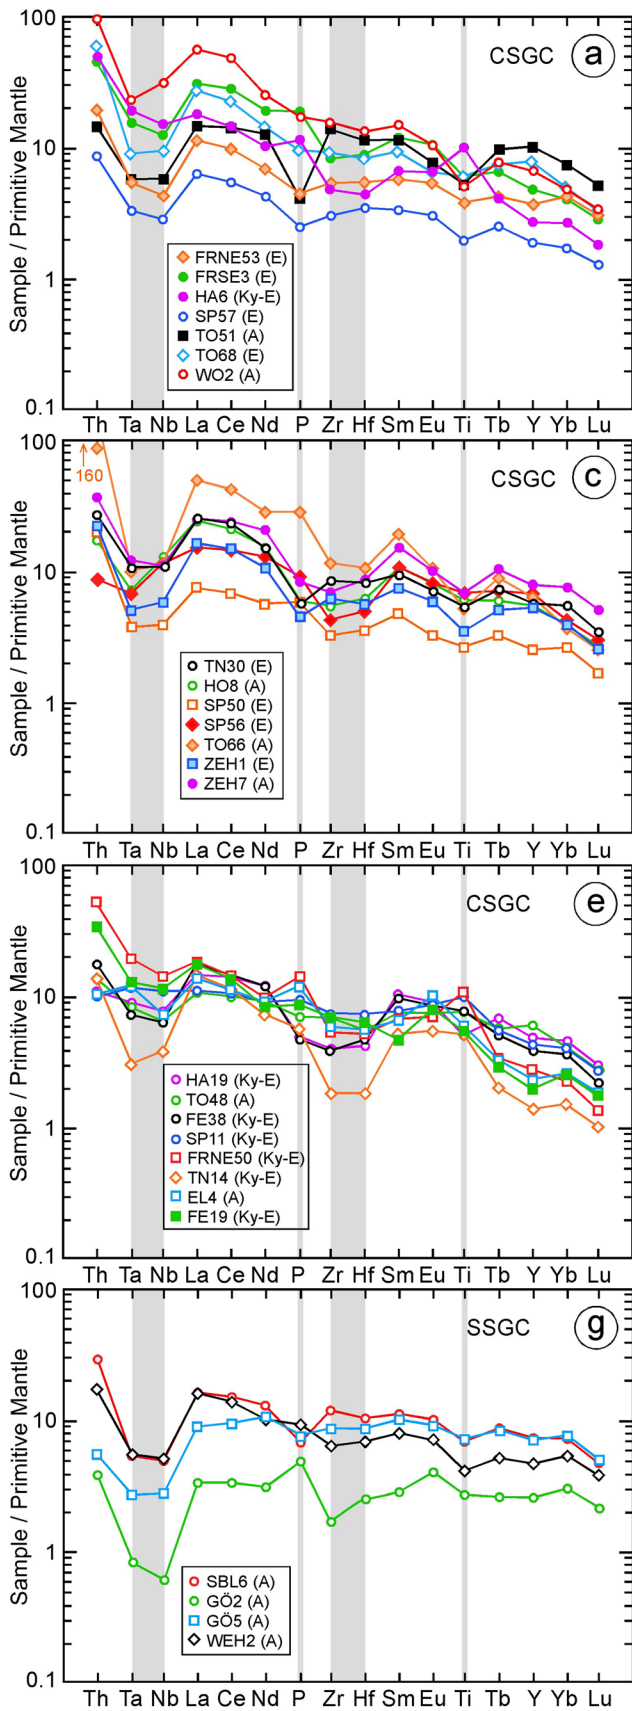 100
CSGC
a
10
1
0.1
Sample / Primitive Mantle
FRNE53 (E)
FRSE3 (E)
HA6 (Ky-E)
SP57 (E)
TO51 (A)
TO68 (E)
WO2 (A)
Th Ta Nb La Ce Nd P Zr Hf Sm Eu Ti Tb Y Yb Lu
100
CSGC
c
160
10
1
0.1
Sample / Primitive Mantle
TN30 (E)
HO8 (A)
SP50 (E)
SP56 (E)
TO66 (A)
ZEH1 (E)
ZEH7 (A)
Th Ta Nb La Ce Nd P Zr Hf Sm Eu Ti Tb Y Yb Lu
100
CSGC
e
10
1
0.1
Sample / Primitive Mantle
HA19 (Ky-E)
TO48 (A)
FE38 (Ky-E)
SP11 (Ky-E)
FRNE50 (Ky-E)
TN14 (Ky-E)
EL4 (A)
FE19 (Ky-E)
Th Ta Nb La Ce Nd P Zr Hf Sm Eu Ti Tb Y Yb Lu
100
SSGC
g
10
1
0.1
Sample / Primitive Mantle
SBL6 (A)
GÖ2 (A)
GÖ5 (A)
WEH2 (A)
Th Ta Nb La Ce Nd P Zr Hf Sm Eu Ti Tb Y Yb Lu